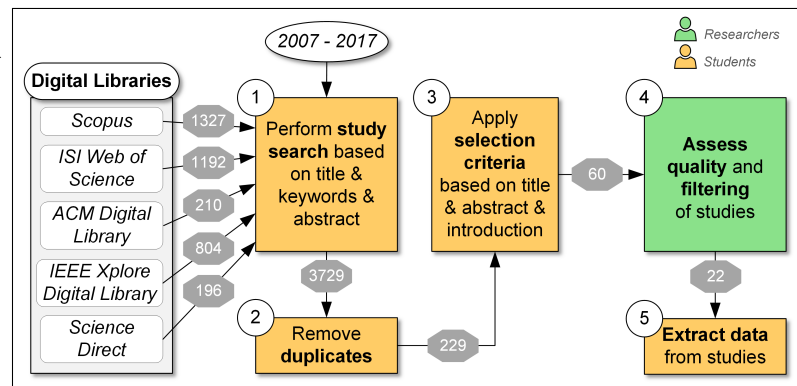 2007 - 2017
Researchers
Students
Digital Libraries
Scopus
ISI Web of
Science
ACM Digital
Library
IEEE Xplore
Digital Library
Science
Direct
1327
1192
210
804
196
1
Perform study
search based
on title &
keywords &
abstract
3729
2
Remove
duplicates
229
3
Apply
selection
criteria
based on title
& abstract &
introduction
60
4
Assess
quality and
filtering
of studies
22
5
Extract data
from studies